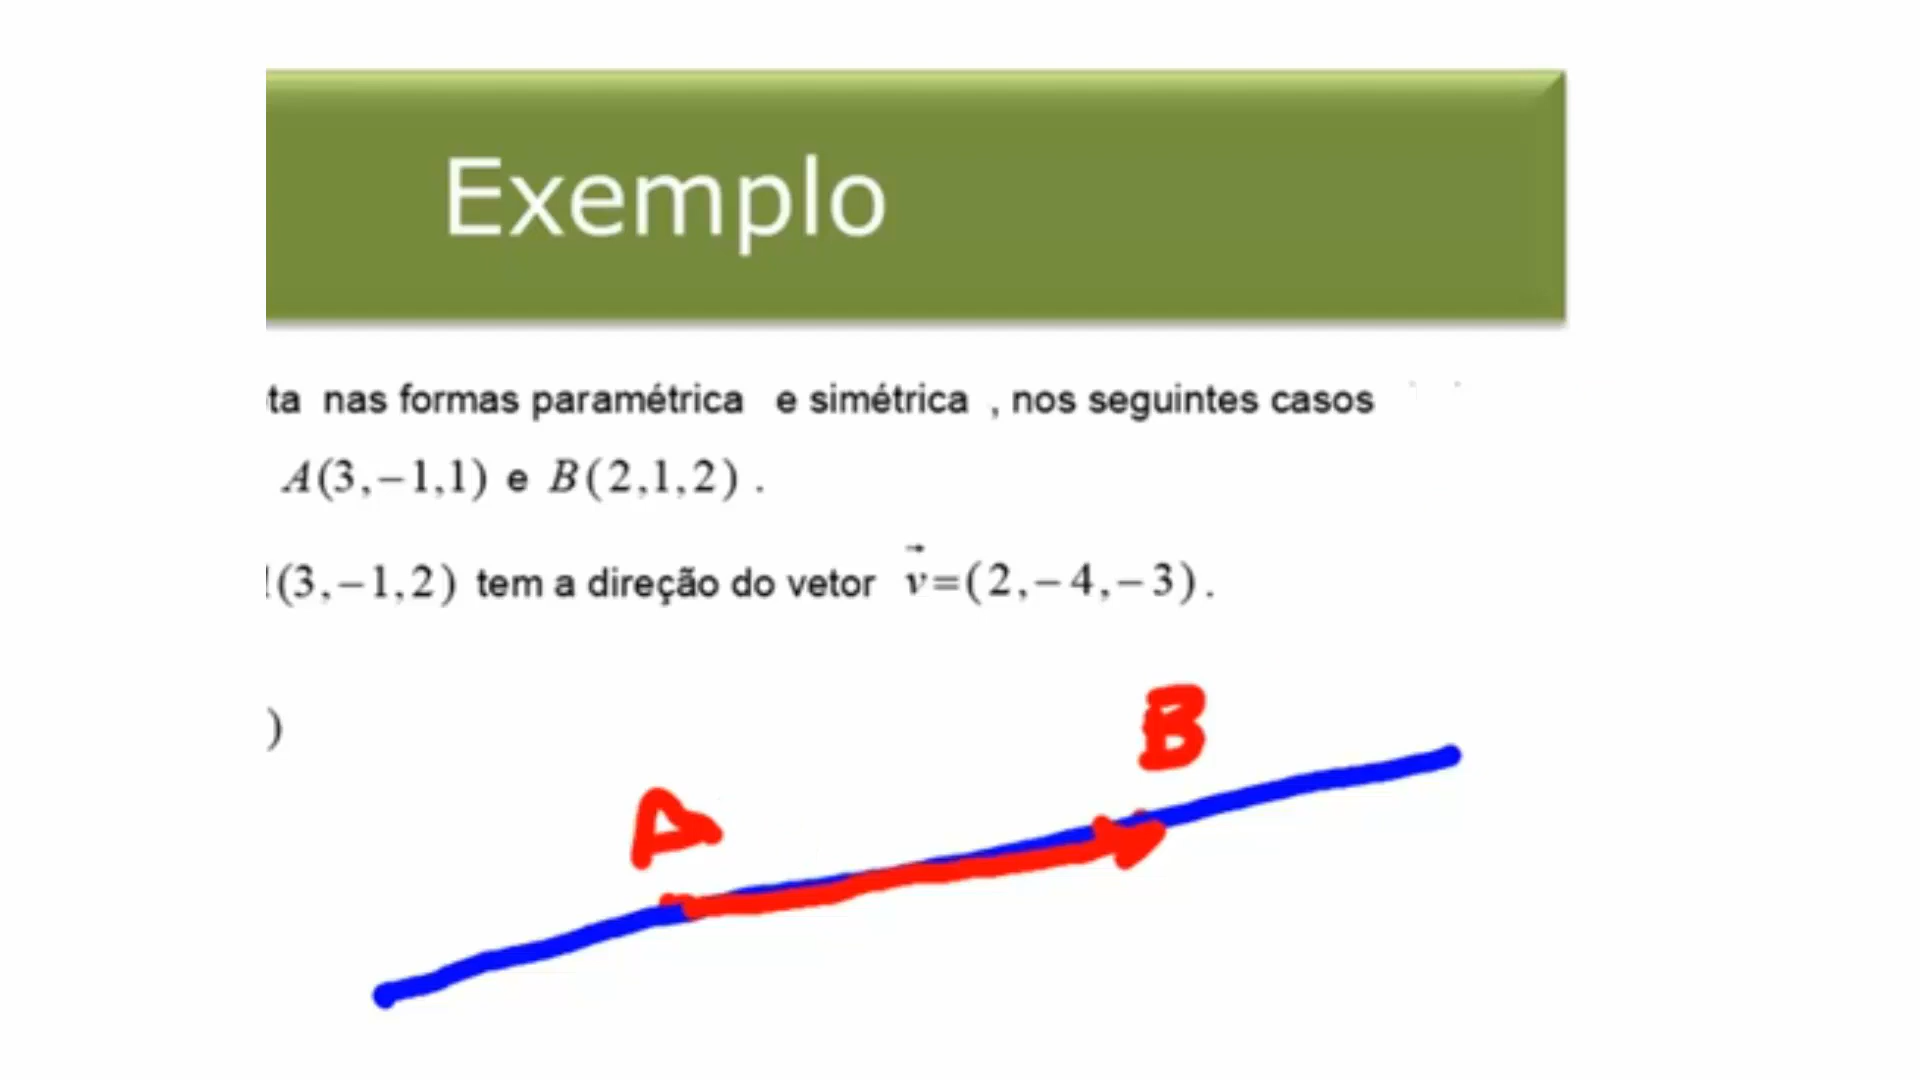 Exemplo
ta nas formas paramétrica e simétrica , nos seguintes casos
A(3,−1,1) e B(2,1,2) .
(3,−1,2) tem a direção do vetor v⃗=(2,−4,−3).
)
B
A